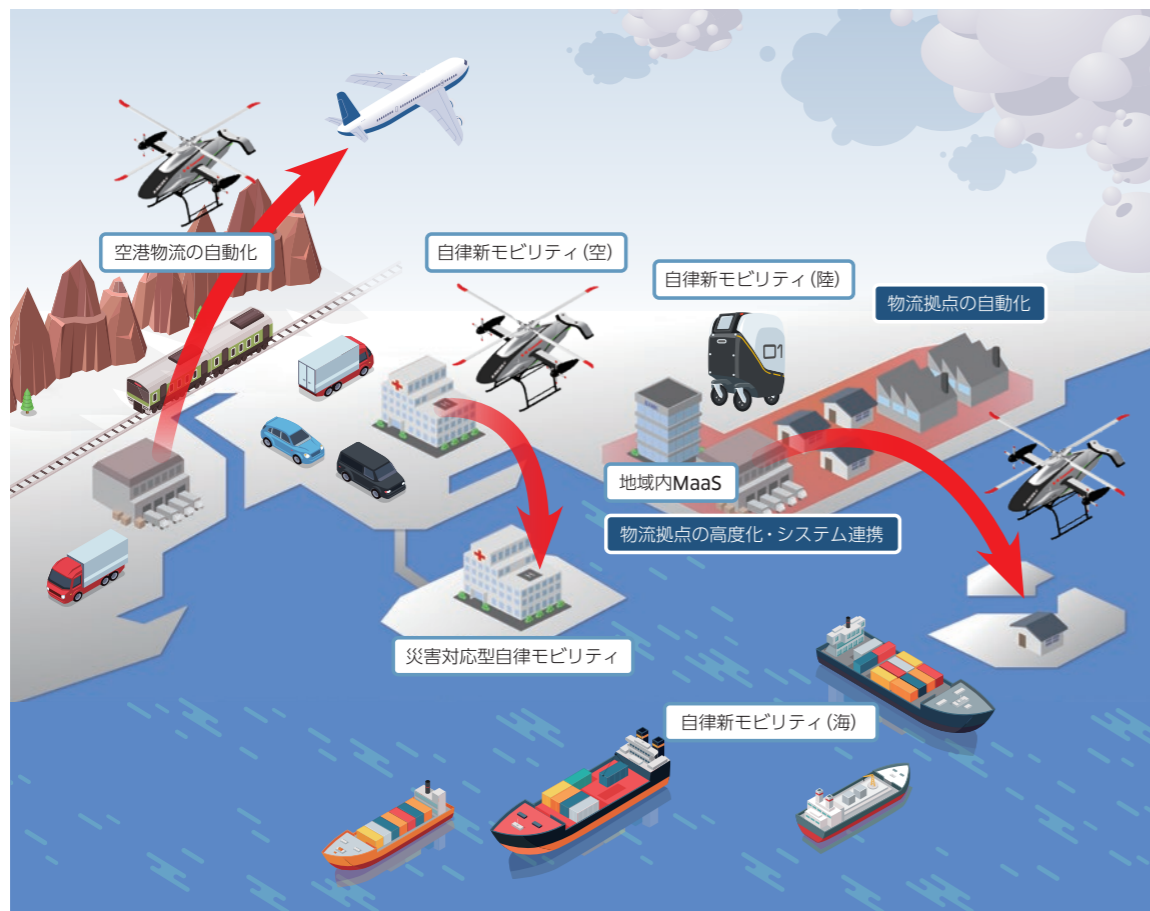 空港物流の自動化
自律新モビリティ(空)
自律新モビリティ(陸)
物流拠点の自動化
01
地域内MaaS
物流拠点の高度化・システム連携
災害対応型自律モビリティ
自律新モビリティ(海)